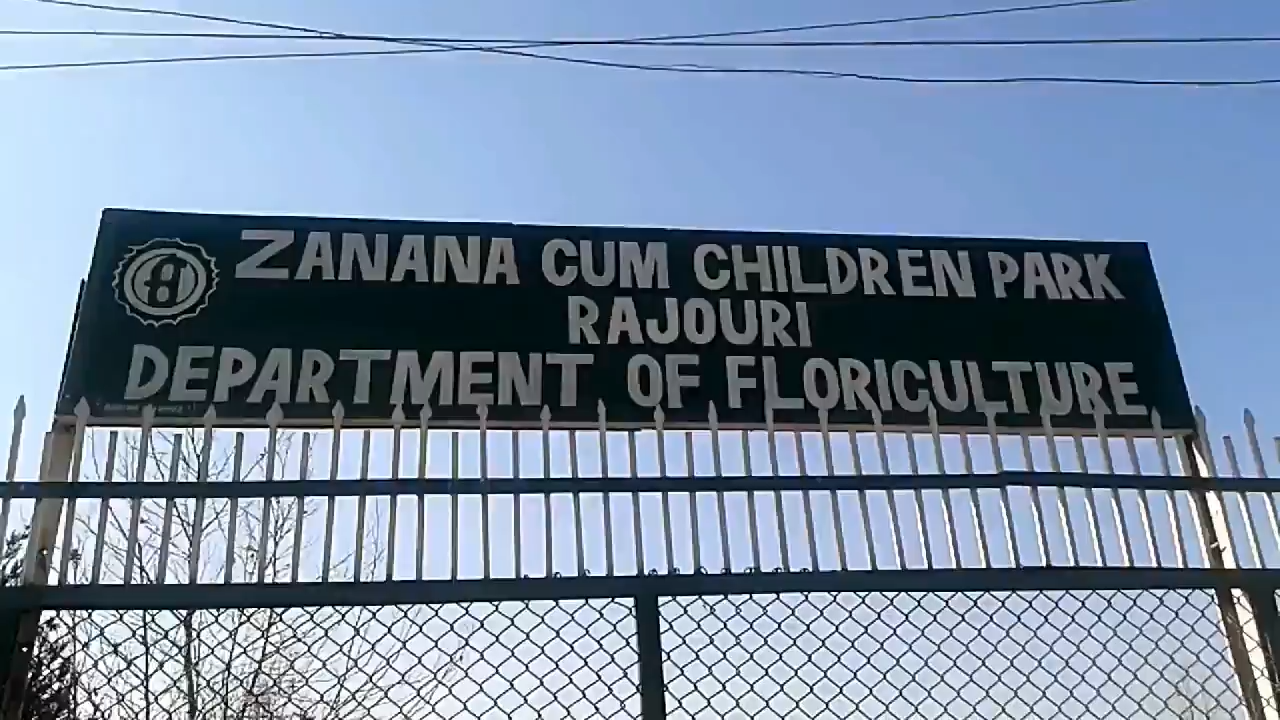 ZANANA CUM CHILDREN PARK
RAJOURI
DEPARTMENT OF FLORICULTURE